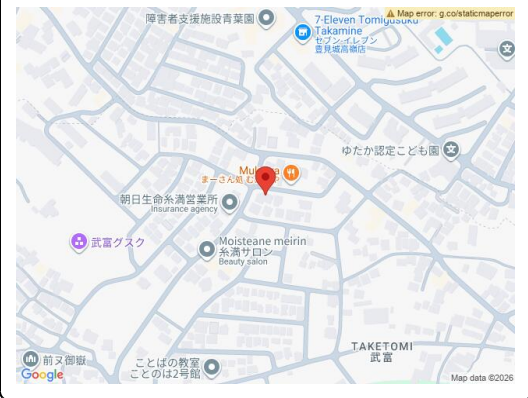 障害者支援施設青葉園
Map error: g.co/staticmaperror
7-Eleven Tomigusuku
Takamine
セブン-イレブン
豊見城高嶺店
ゆたか認定こども園
まーさん処
朝日生命糸満営業所
Insurance agency
武富グスク
Moisteane meirin
糸満サロン
Beauty salon
TAKETOMI
武富
前ヌ御嶽
ことばの教室
ことのは2号館
Google
Map data ©2026